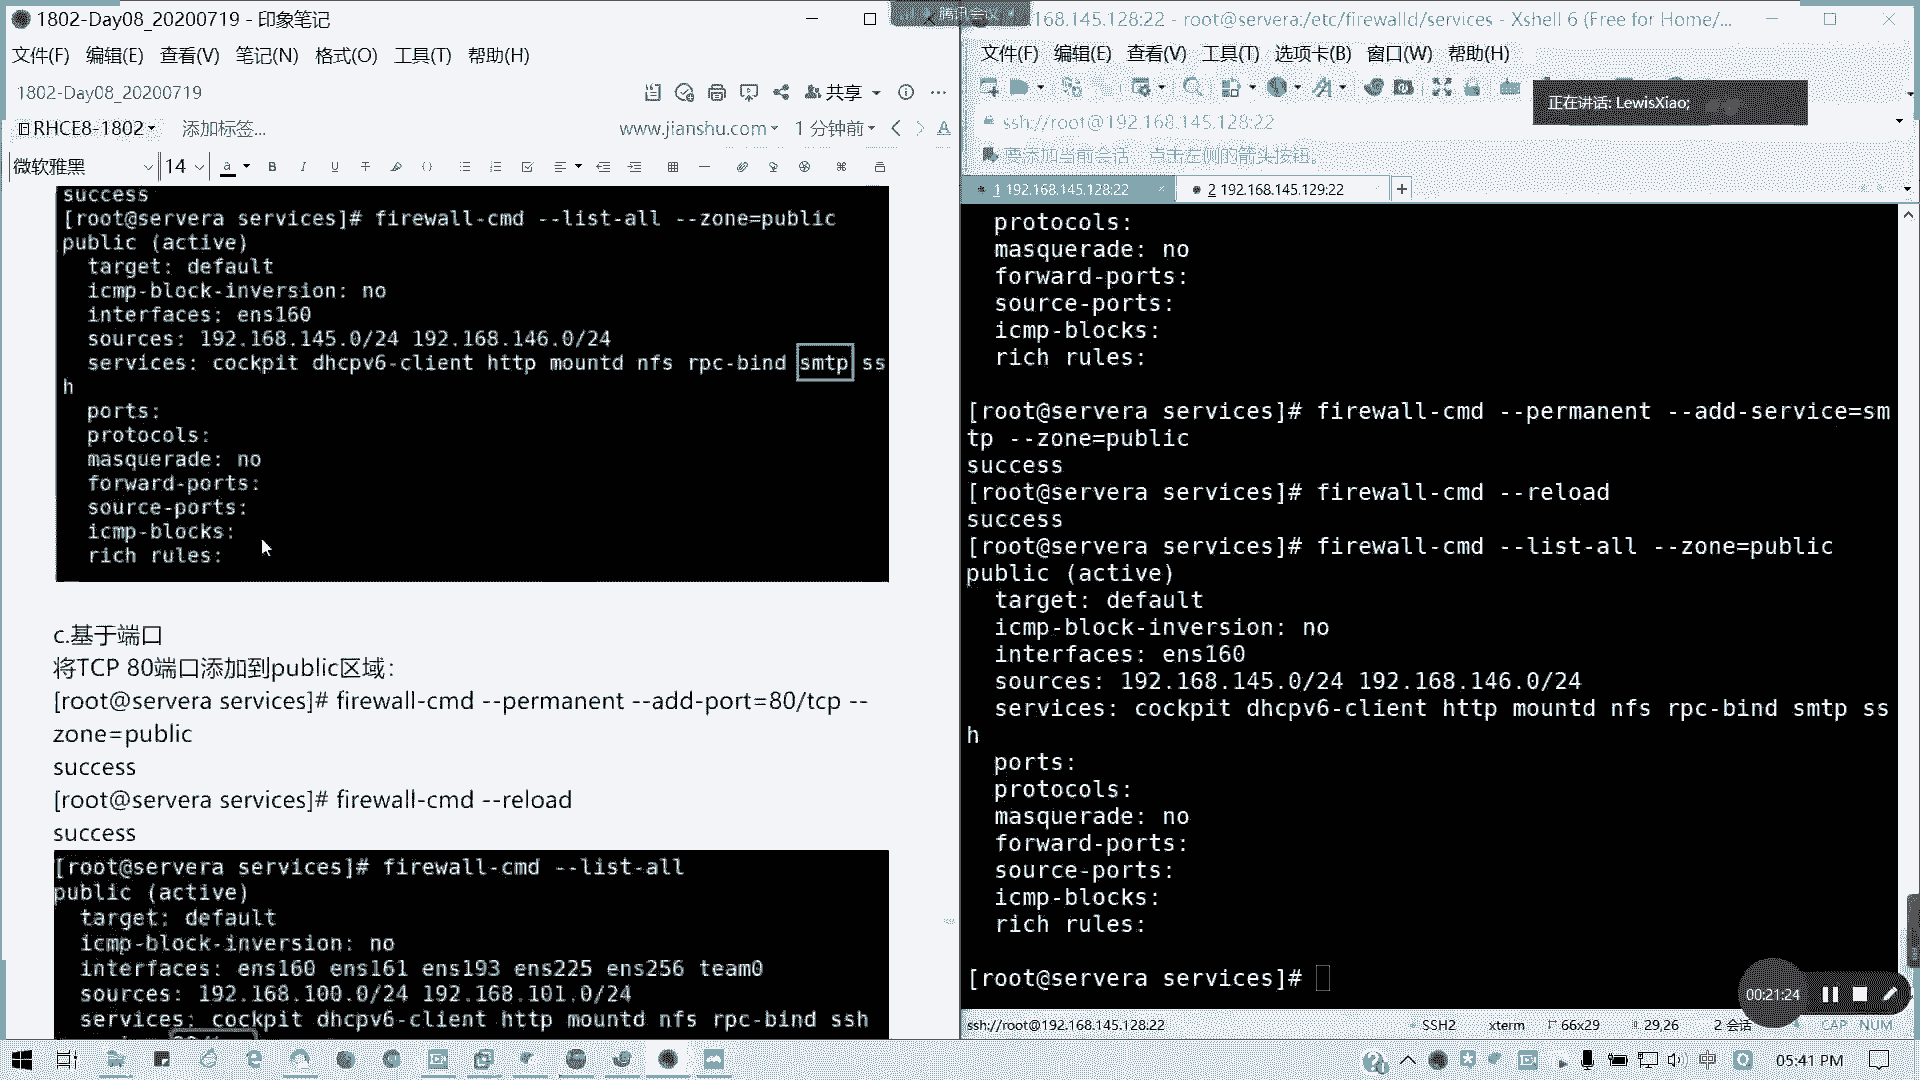 1802-Day08_20200719 - 印象笔记
文件(F) 编辑(E) 查看(V) 笔记(N) 格式(O) 工具(T) 帮助(H)
1802-Day08_20200719
共享
RHCE8-1802
添加标签...
www.jianshu.com
1 分钟前
微软雅黑
14
success
[root@servera services]# firewall-cmd --list-all --zone=public
public (active)
target: default
icmp-block-inversion: no
interfaces: ens160
sources: 192.168.145.0/24 192.168.146.0/24
services: cockpit dhcpv6-client http mountd nfs rpc-bind smtp ss
h
ports:
protocols:
masquerade: no
forward-ports:
source-ports:
icmp-blocks:
rich rules:
c.基于端口
将TCP 80端口添加到public区域：
[root@servera services]# firewall-cmd --permanent --add-port=80/tcp --
zone=public
success
[root@servera services]# firewall-cmd --reload
success
[root@servera services]# firewall-cmd --list-all
public (active)
target: default
icmp-block-inversion: no
interfaces: ens160 ens161 ens193 ens225 ens256 team0
sources: 192.168.100.0/24 192.168.101.0/24
services: cockpit dhcpv6-client http mountd nfs rpc-bind ssh
腾讯会议
168.145.128:22 - root@servera:/etc/firewalld/services - Xshell 6 (Free for Home/...
文件(F) 编辑(E) 查看(V) 工具(T) 选项卡(B) 窗口(W) 帮助(H)
正在讲话: LewisXiao;
ssh://root@192.168.145.128:22
要添加当前会话，点击左侧的箭头按钮。
1 192.168.145.128:22
2 192.168.145.129:22
protocols:
masquerade: no
forward-ports:
source-ports:
icmp-blocks:
rich rules:
[root@servera services]# firewall-cmd --permanent --add-service=sm
tp --zone=public
success
[root@servera services]# firewall-cmd --reload
success
[root@servera services]# firewall-cmd --list-all --zone=public
public (active)
target: default
icmp-block-inversion: no
interfaces: ens160
sources: 192.168.145.0/24 192.168.146.0/24
services: cockpit dhcpv6-client http mountd nfs rpc-bind smtp ss
h
ports:
protocols:
masquerade: no
forward-ports:
source-ports:
icmp-blocks:
rich rules:
[root@servera services]#
00:21:24
ssh://root@192.168.145.128:22
SSH2
xterm
66x29
29,26
2 会话
CAP NUM
中
05:41 PM